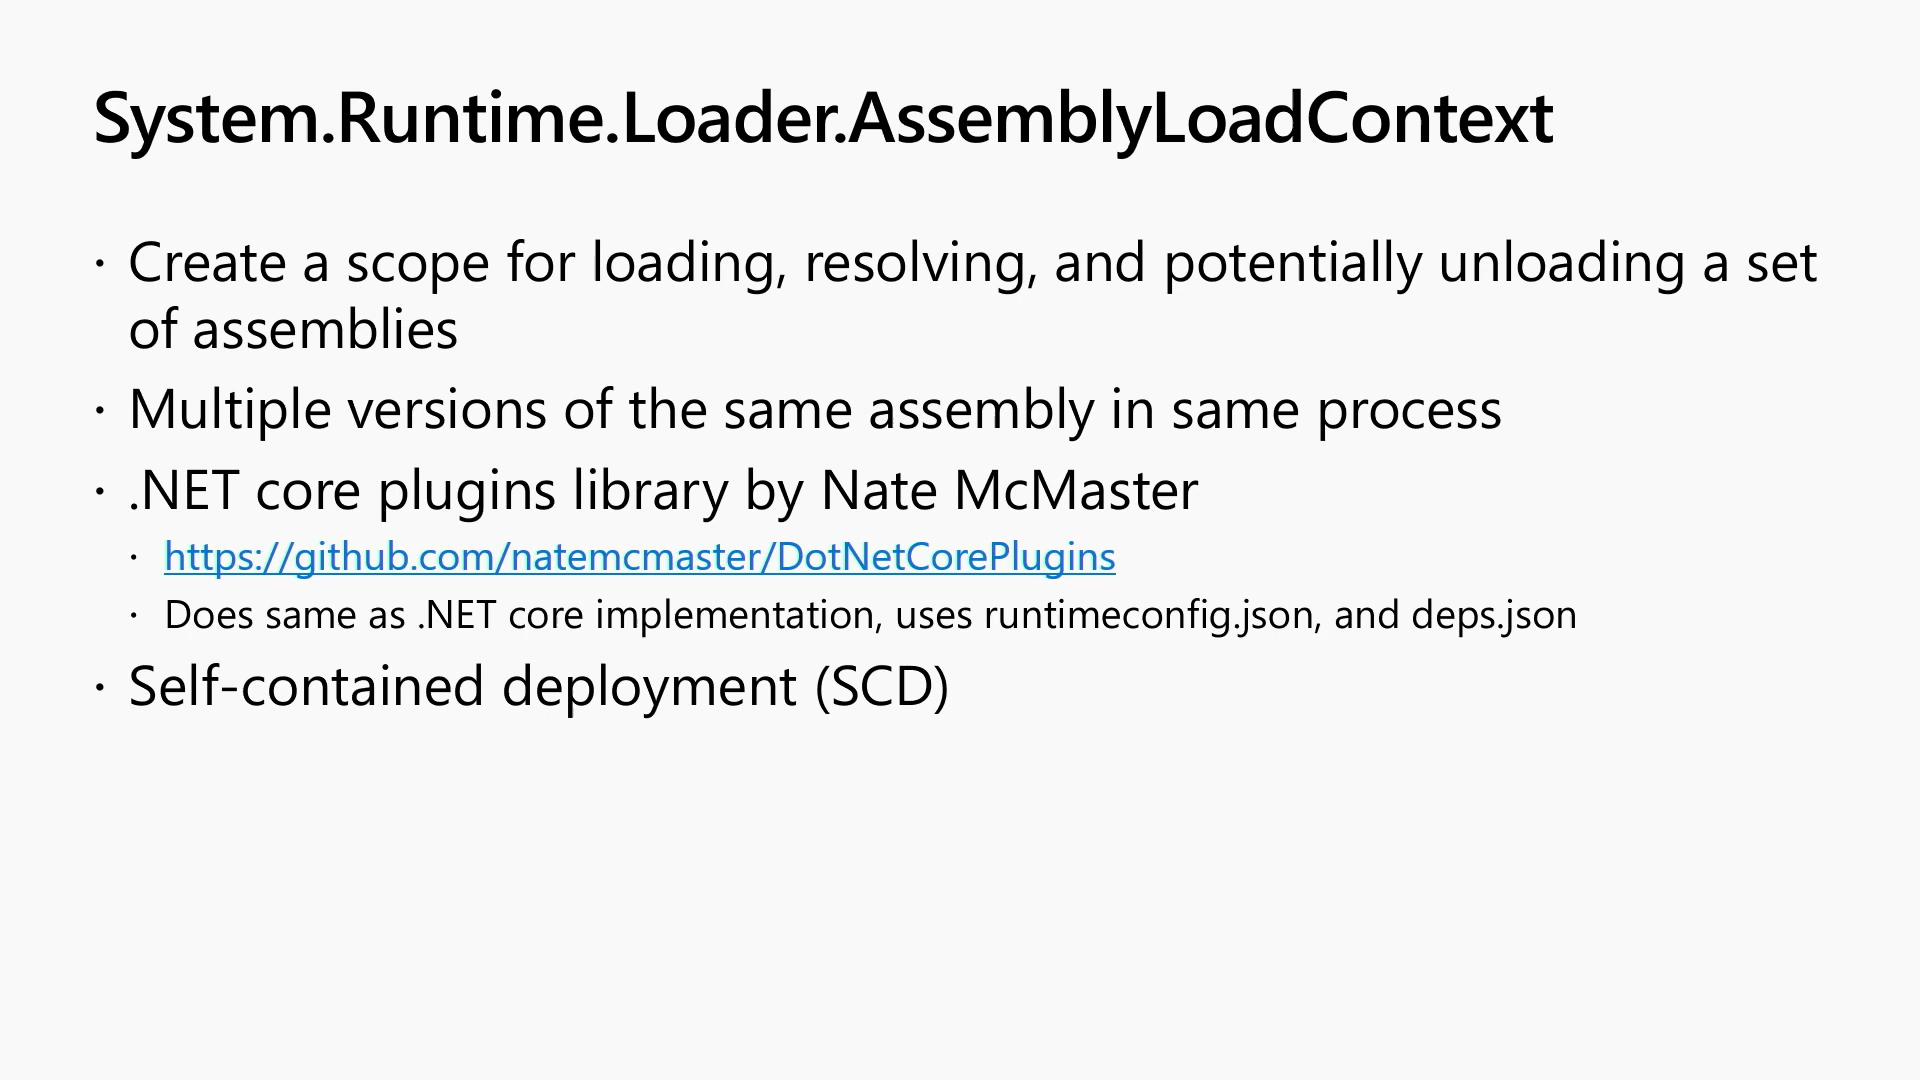 System.Runtime.Loader.AssemblyLoadContext
· Create a scope for loading, resolving, and potentially unloading a set
of assemblies
· Multiple versions of the same assembly in same process
· .NET core plugins library by Nate McMaster
· https://github.com/natemcmaster/DotNetCorePlugins
· Does same as .NET core implementation, uses runtimeconfig.json, and deps.json
· Self-contained deployment (SCD)